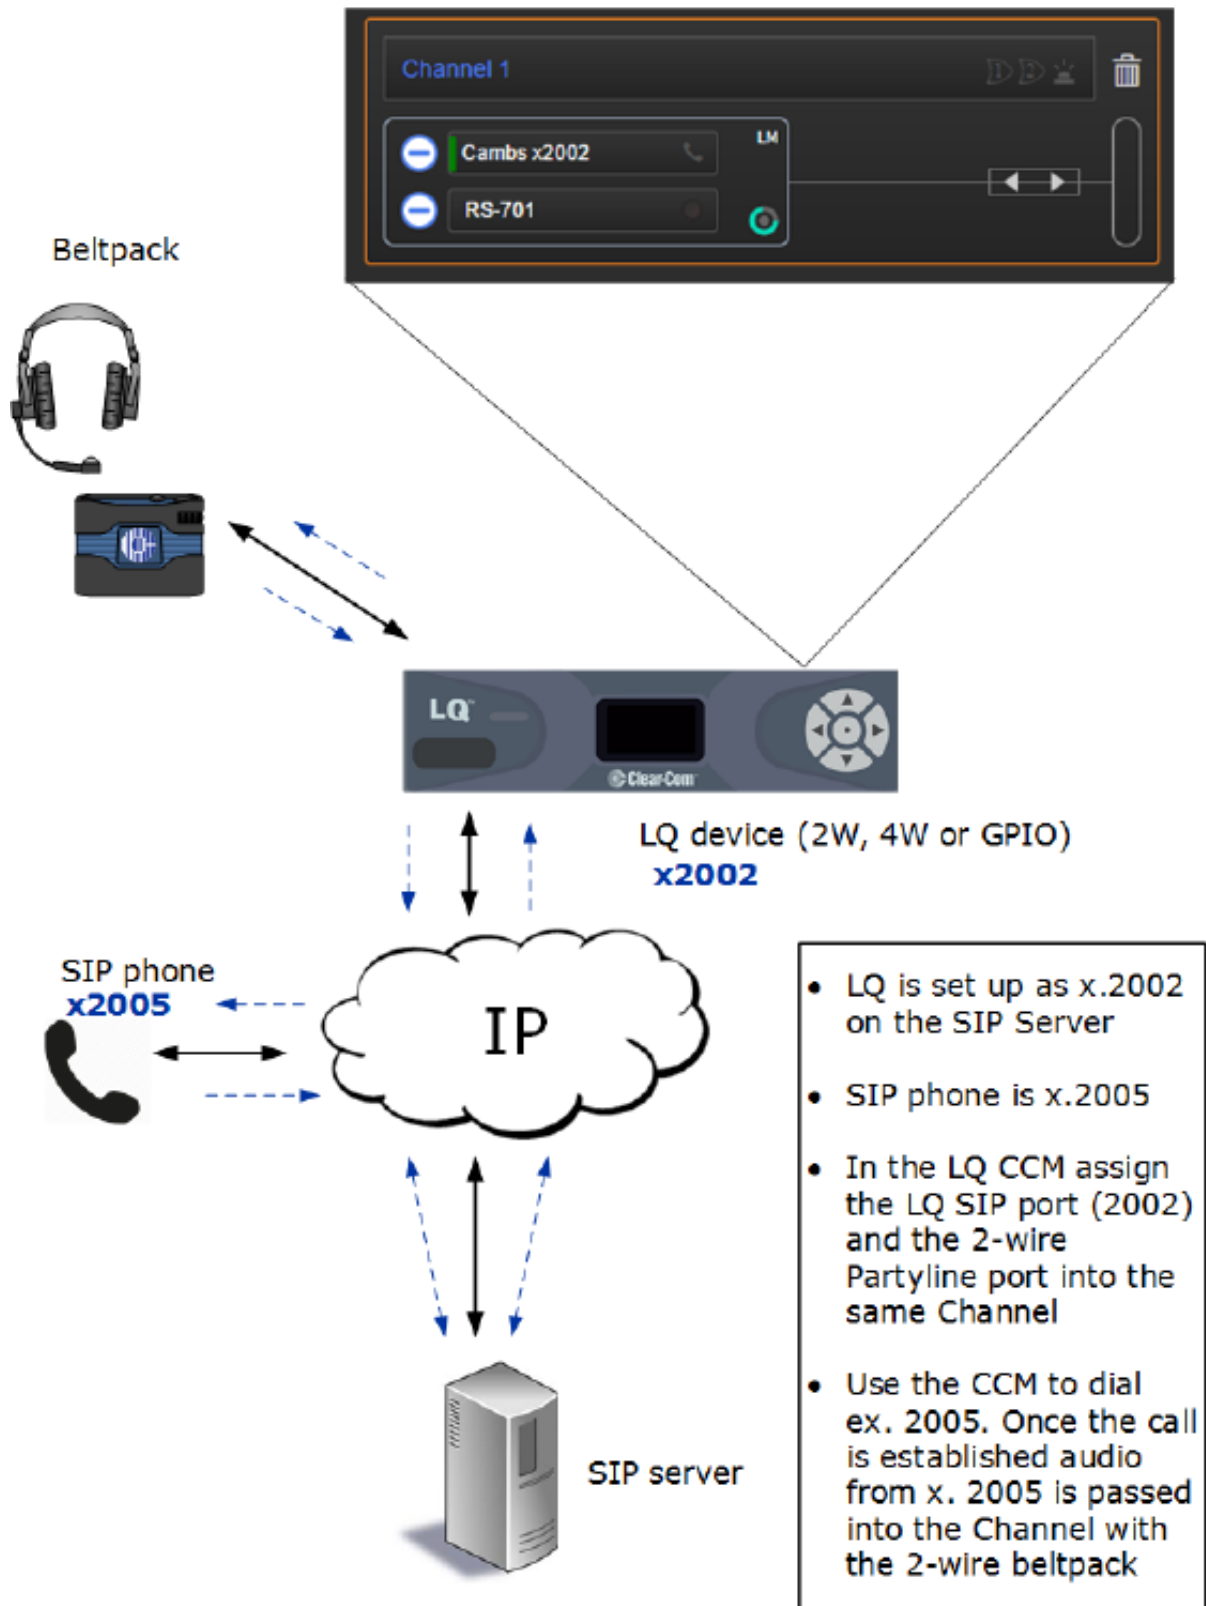 Channel 1
Cambs x2002
LM
RS-701
Beltpack
LQ™
Clear-Com
LQ device (2W, 4W or GPIO)
x2002
SIP phone
x2005
IP
SIP server
• LQ is set up as x.2002
on the SIP Server
• SIP phone is x.2005
• In the LQ CCM assign
the LQ SIP port (2002)
and the 2-wire
Partyline port into the
same Channel
• Use the CCM to dial
ex. 2005. Once the call
is established audio
from x. 2005 is passed
into the Channel with
the 2-wire beltpack